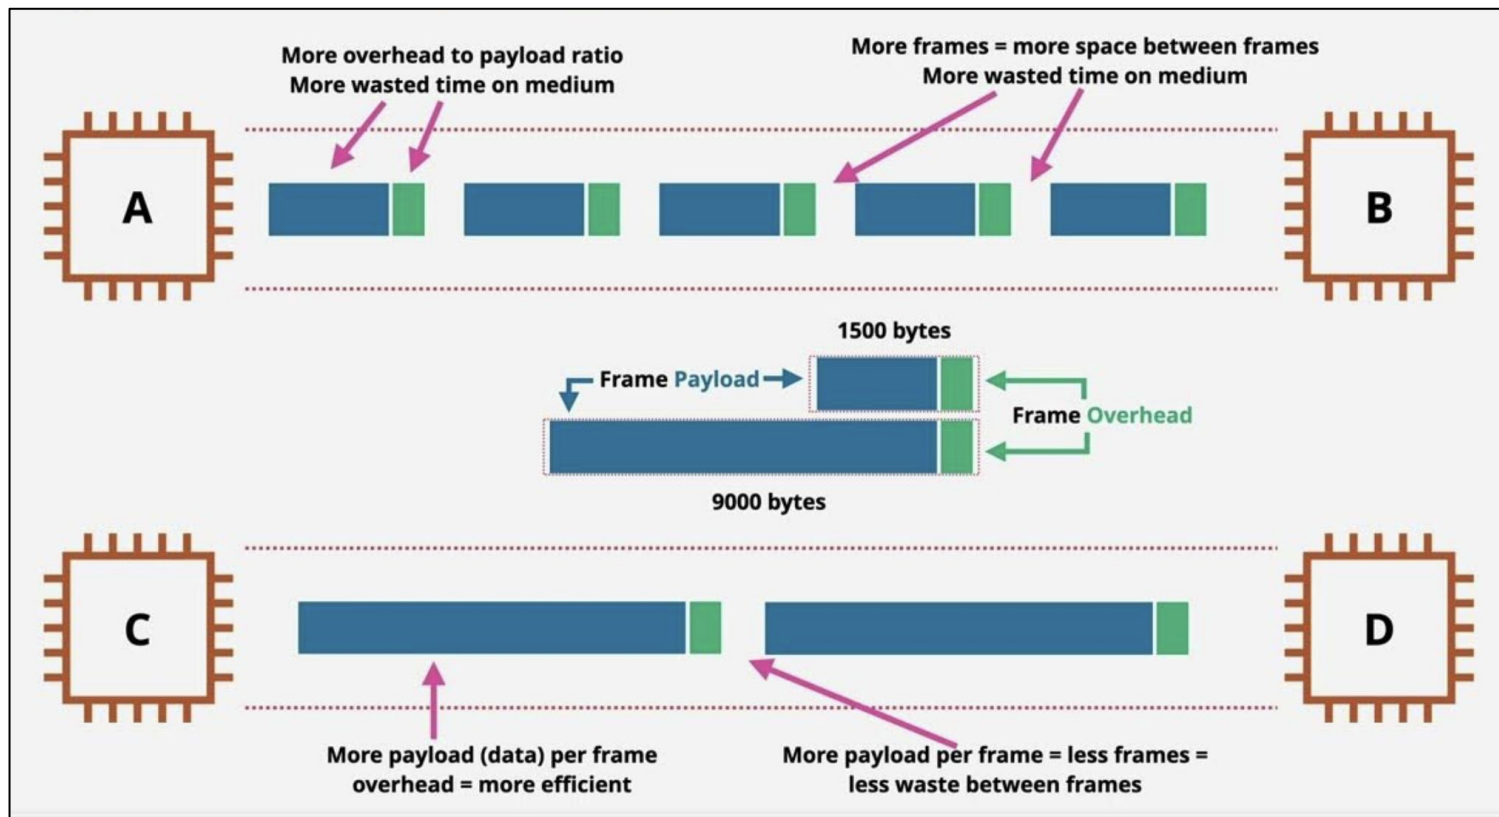 More overhead to payload ratio
More wasted time on medium
More frames = more space between frames
More wasted time on medium
A
B
1500 bytes
Frame Payload
Frame Overhead
9000 bytes
C
D
More payload (data) per frame
overhead = more efficient
More payload per frame = less frames =
less waste between frames